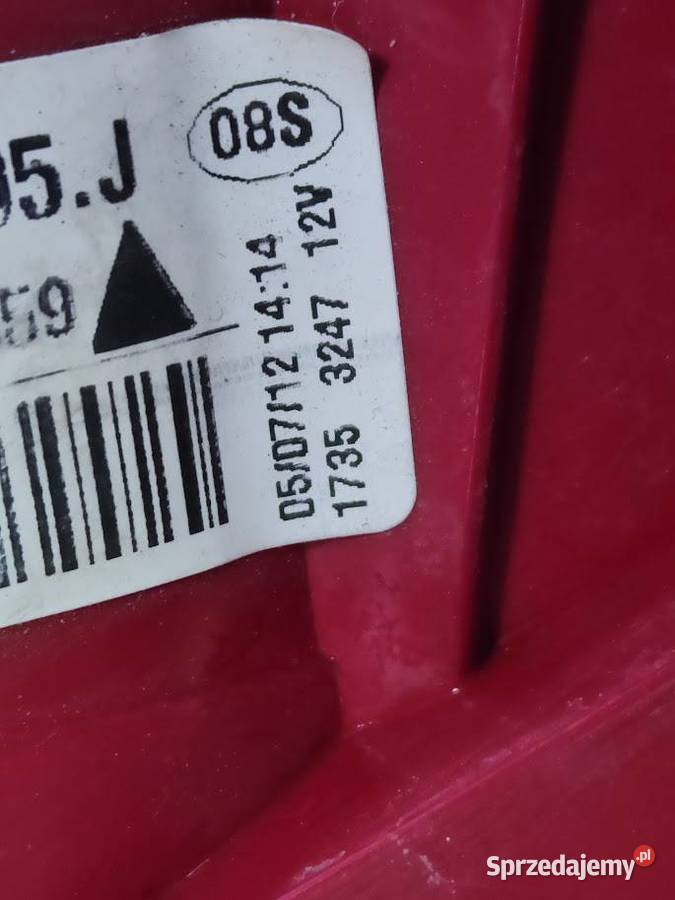 08S
05.J
59
05/07/12 14:14
1735 3247 12V
Sprzedajemy.pl